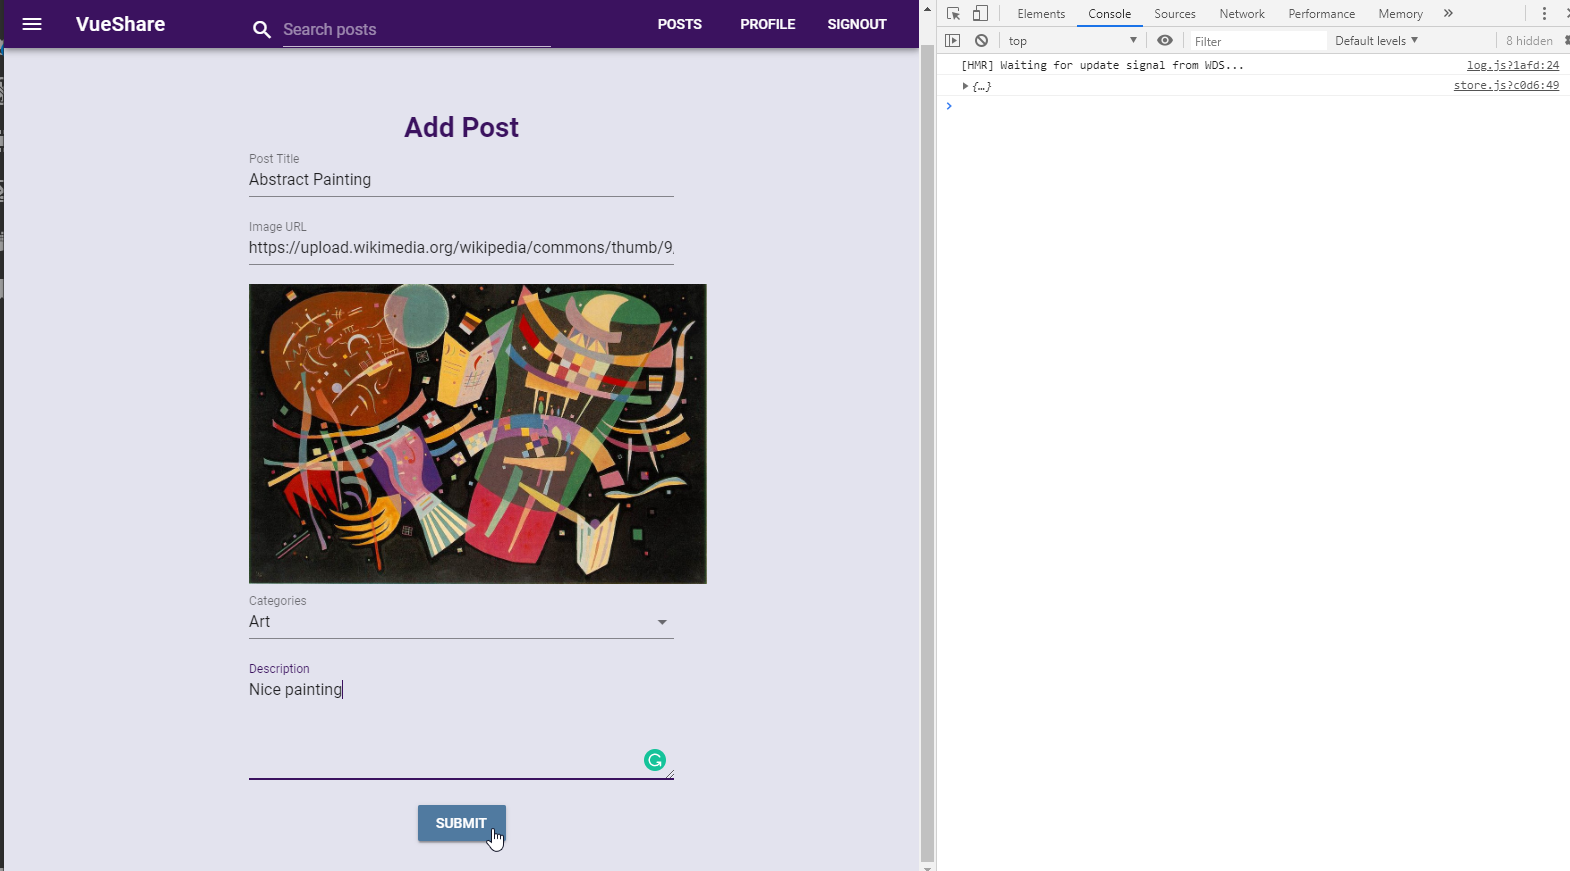 VueShare
Search posts
POSTS
PROFILE
SIGNOUT
Add Post
Post Title
Abstract Painting
Image URL
https://upload.wikimedia.org/wikipedia/commons/thumb/9
Categories
Art
Description
Nice painting
SUBMIT
Elements Console Sources Network Performance Memory »
top Filter Default levels 8 hidden
[HMR] Waiting for update signal from WDS... log.js?1afd:24
{…} store.js?c0d6:49